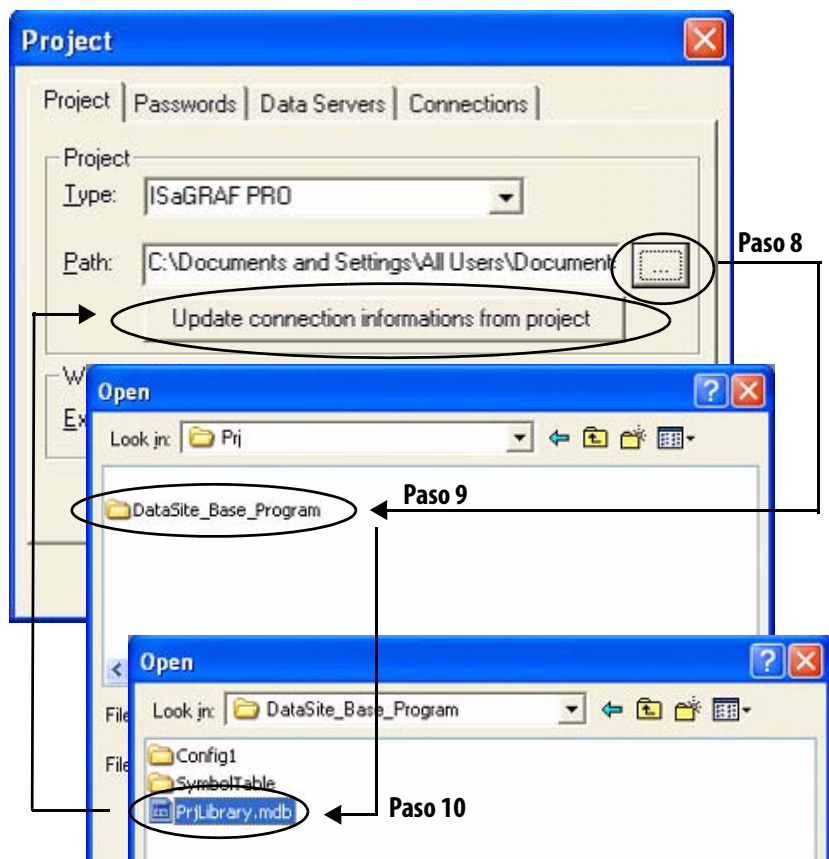 Project
Project Passwords Data Servers Connections
Project
Type: ISaGRAF PRO
Path: C:\Documents and Settings\All Users\Document: ...
Paso 8
Update connection informations from project
Open
Look in: Prj
DataSite_Base_Program
Paso 9
Open
Look in: DataSite_Base_Program
File
File
Config1
SymbolTable
PrjLibrary.mdb
Paso 10